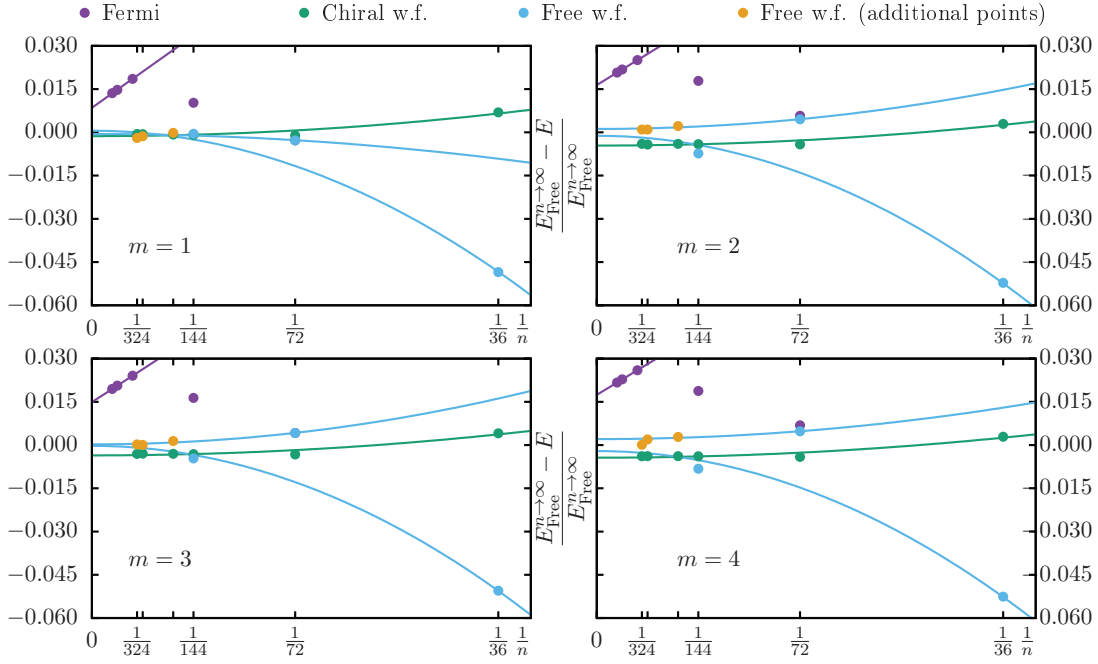 Fermi Chiral w.f. Free w.f. Free w.f. (additional points)
0.030 0.030
0.015 0.015
0.000 0.000
−0.015 −0.015
−0.030 −0.030
−0.045 −0.045
−0.060 −0.060
m = 1 m = 2
0 1/324 1/144 1/72 1/36 1/n 0 1/324 1/144 1/72 1/36 1/n
E_Free^{n→∞} − E / E_Free^{n→∞}
0.030 0.030
0.015 0.015
0.000 0.000
−0.015 −0.015
−0.030 −0.030
−0.045 −0.045
−0.060 −0.060
m = 3 m = 4
0 1/324 1/144 1/72 1/36 1/n 0 1/324 1/144 1/72 1/36 1/n
E_Free^{n→∞} − E / E_Free^{n→∞}